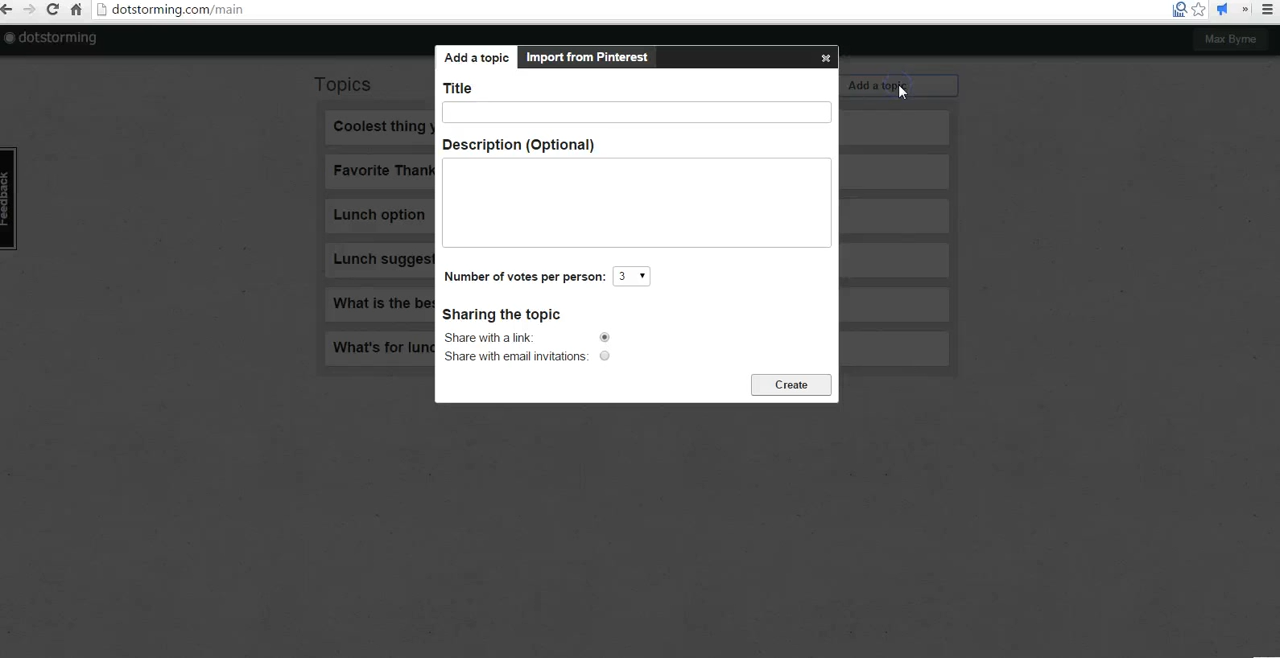 dotstorming.com/main
»
dotstorming
Max Byrne
Add a topic
Import from Pinterest
Topics
Title
Add a topic
Coolest thing
Description (Optional)
Favorite Thank
Feedback
Lunch option
Lunch suggest
Number of votes per person: 3
What is the be
Sharing the topic
Share with a link:
What's for lunc
Share with email invitations:
Create